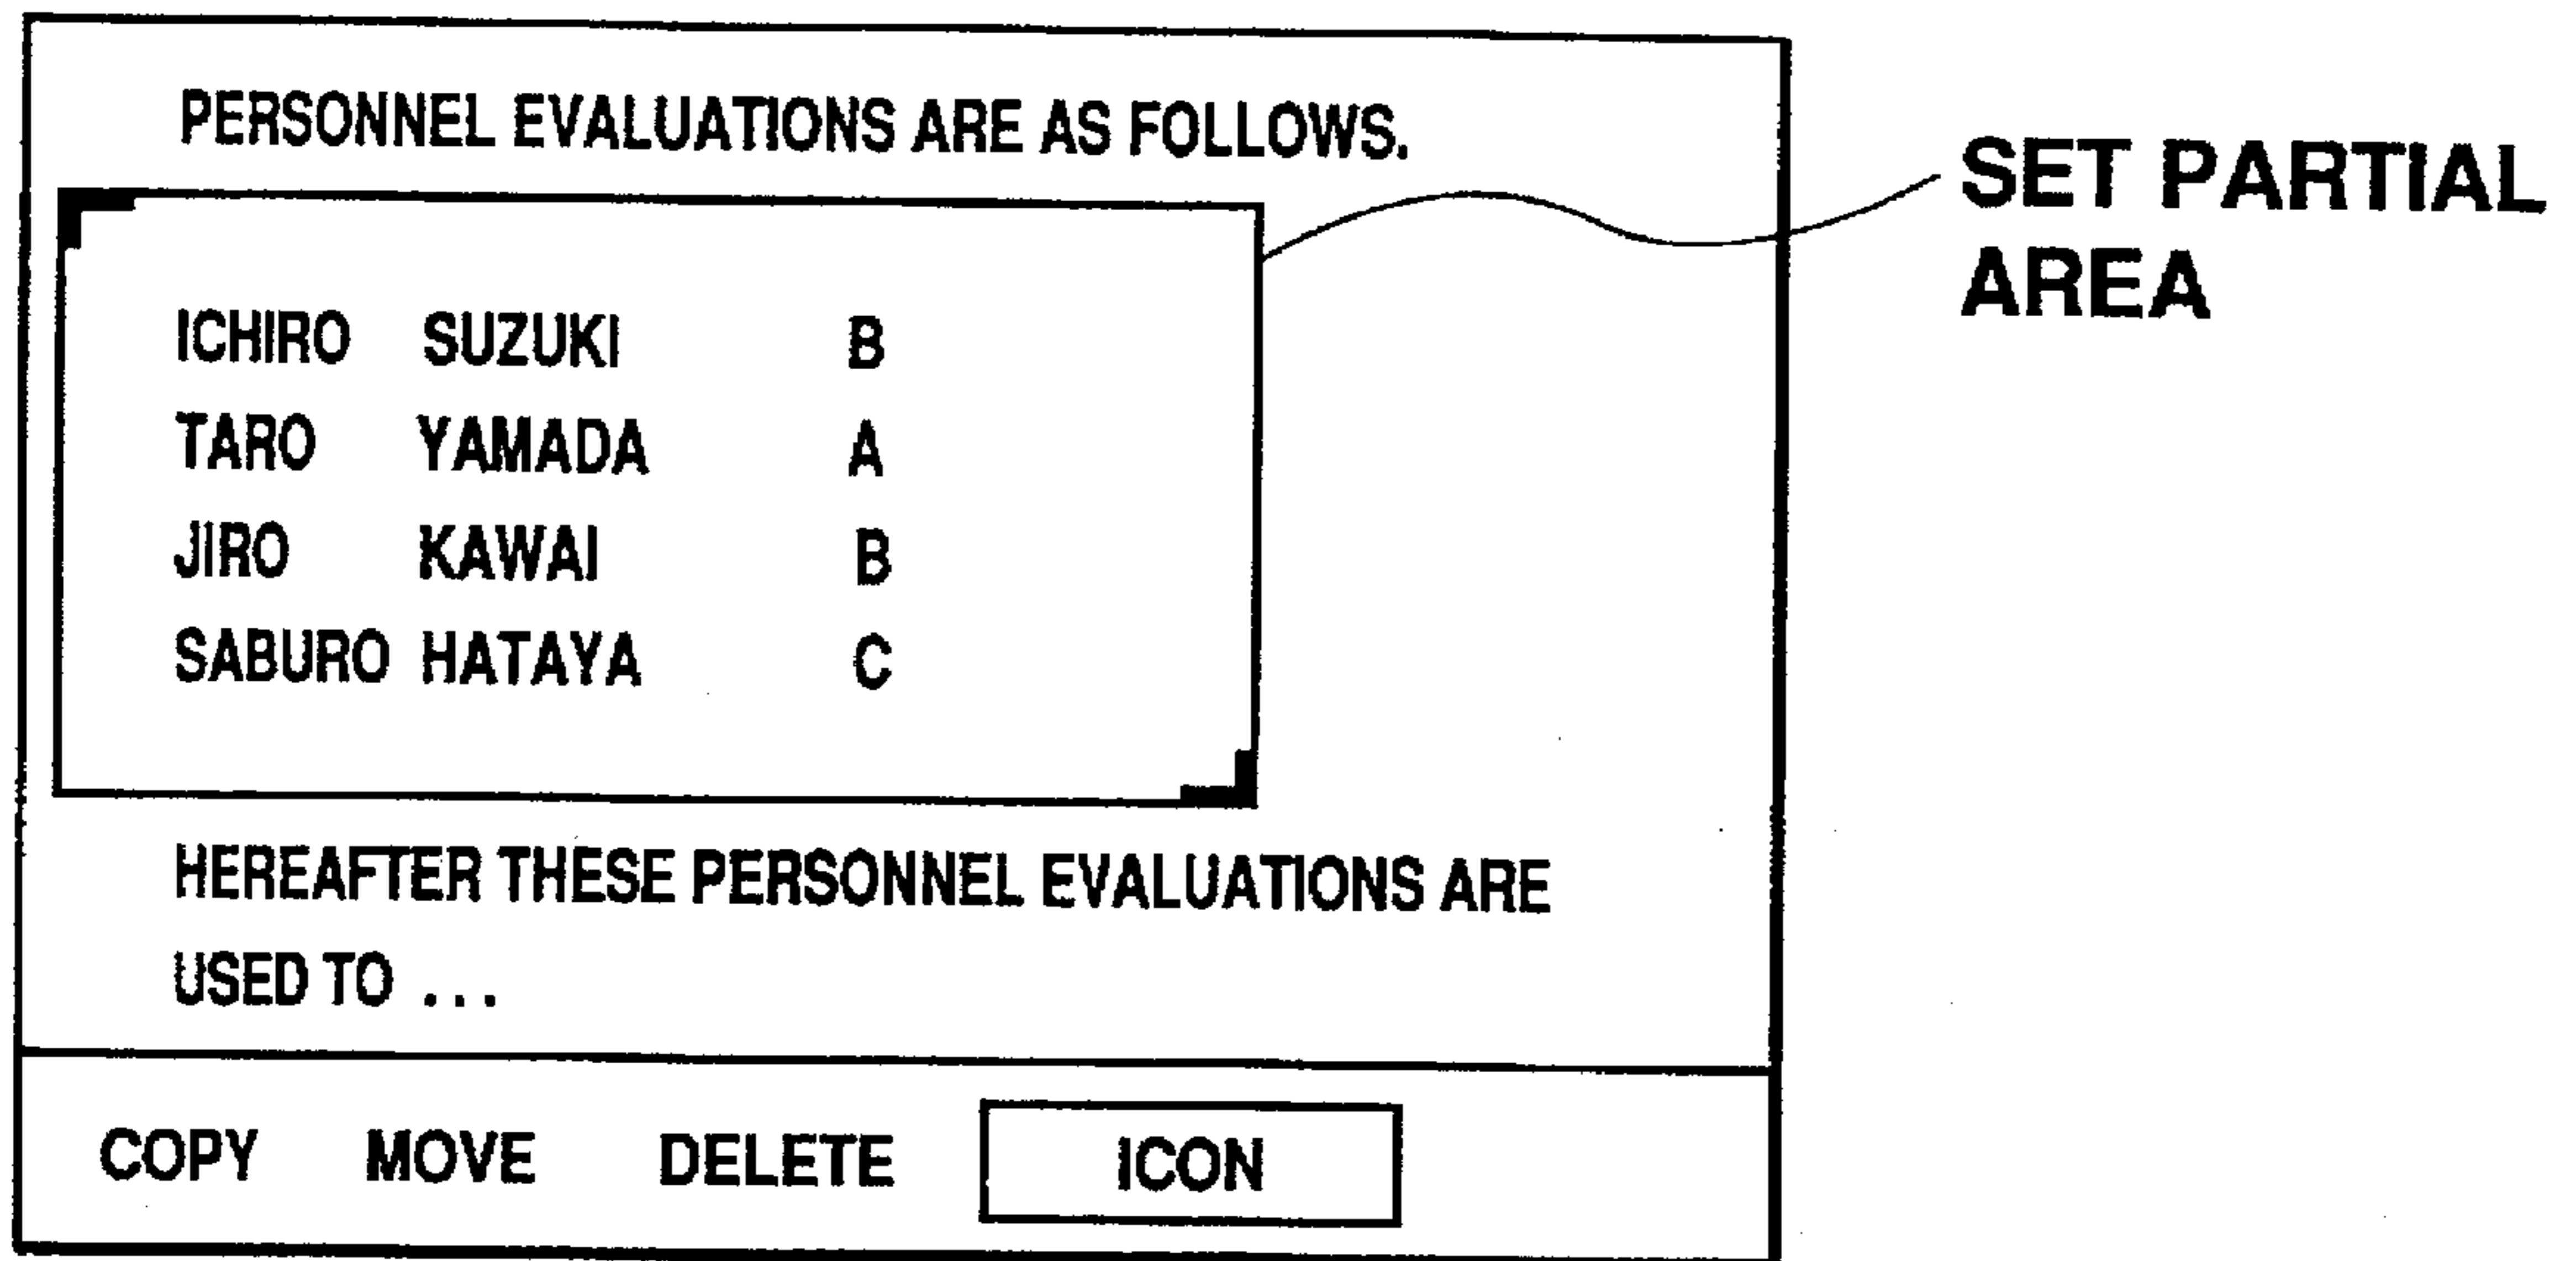 PERSONNEL EVALUATIONS ARE AS FOLLOWS.
SET PARTIAL
AREA
ICHIRO SUZUKI B
TARO YAMADA A
JIRO KAWAI B
SABURO HATAYA C
HEREAFTER THESE PERSONNEL EVALUATIONS ARE
USED TO ...
COPY MOVE DELETE ICON